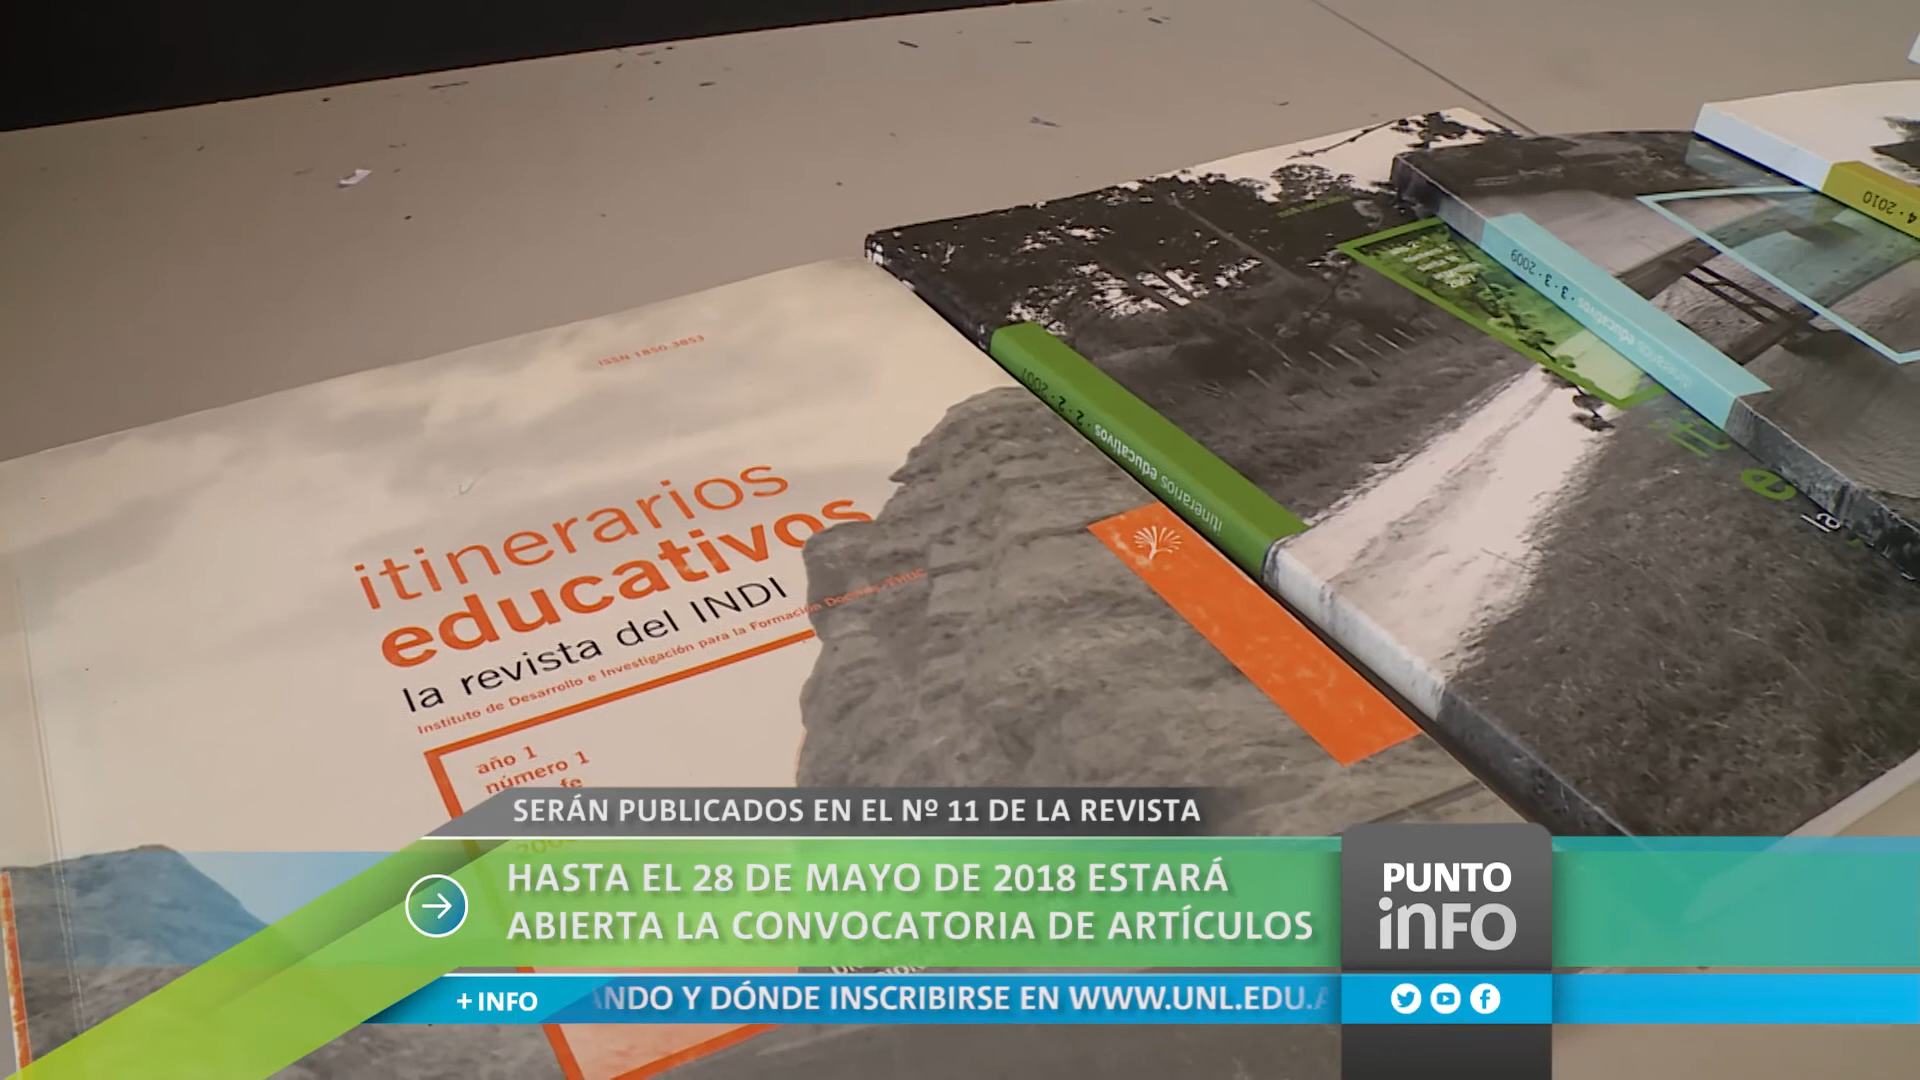 ISSN 1850-3853
itinerarios
educativos
la revista del INDI
Instituto de Desarrollo e Investigación para la Formación Docente
año 1
número 1
fe
itinerarios educativos · 2 · 2 · 2007
itinerarios educativos · 3 · 3 · 2009
4 · 2010
SERÁN PUBLICADOS EN EL Nº 11 DE LA REVISTA
HASTA EL 28 DE MAYO DE 2018 ESTARÁ
ABIERTA LA CONVOCATORIA DE ARTÍCULOS
PUNTO
iNFO
+ INFO
ANDO Y DÓNDE INSCRIBIRSE EN WWW.UNL.EDU.A